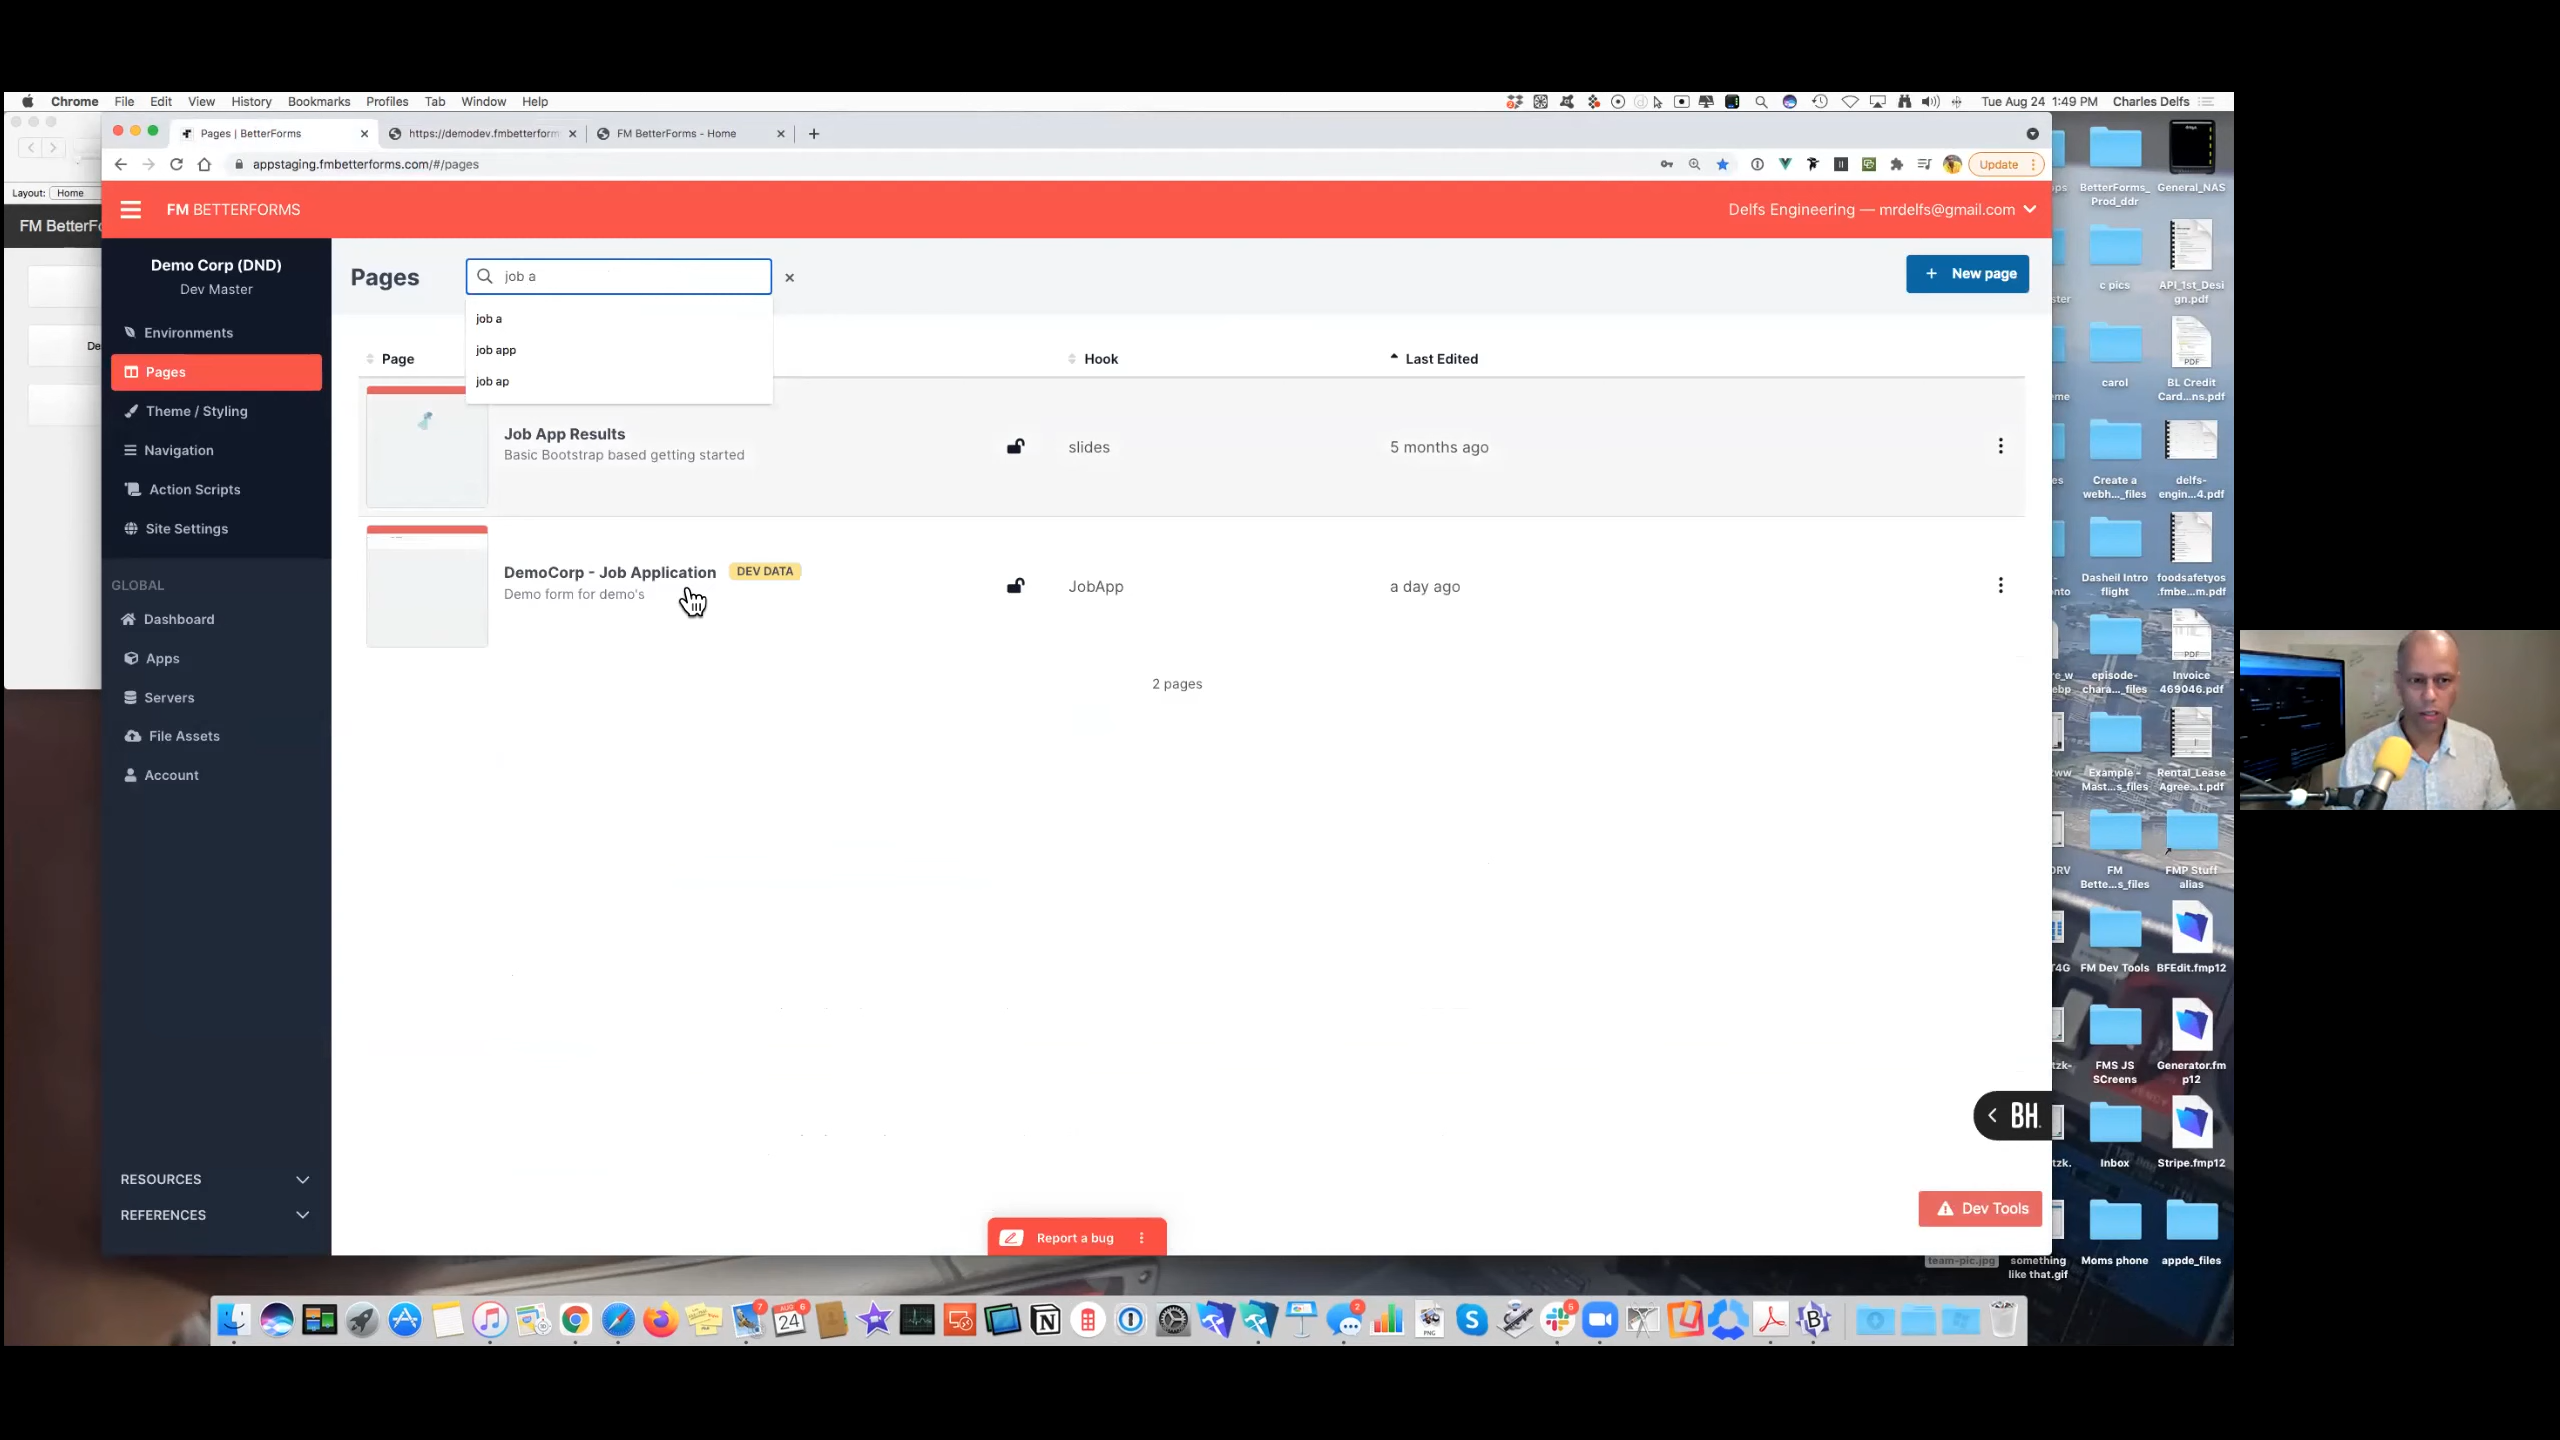 Chrome File Edit View History Bookmarks Profiles Tab Window Help
Tue Aug 24 1:49 PM Charles Delfs
Pages | BetterForms
https://demodev.fmbetterform
FM BetterForms - Home
appstaging.fmbetterforms.com/#/pages
Update
Layout: Home
FM BetterFo
De
FM BETTERFORMS
Delfs Engineering — mrdelfs@gmail.com
Demo Corp (DND)
Dev Master
Environments
Pages
Theme / Styling
Navigation
Action Scripts
Site Settings
GLOBAL
Dashboard
Apps
Servers
File Assets
Account
RESOURCES
REFERENCES
Pages
job a
New page
job a
job app
job ap
Page
Hook
Last Edited
Job App Results
Basic Bootstrap based getting started
slides
5 months ago
DemoCorp - Job Application
DEV DATA
Demo form for demo's
JobApp
a day ago
2 pages
BH.
Dev Tools
Report a bug
BetterForms_
Prod_ddr
General_NAS
c pics
API_1st_Desi
gn.pdf
carol
PDF
BL Credit
Card...ns.pdf
Create a
webh..._files
delfs-
engin...4.pdf
Dasheil Intro
flight
foodsafetyos
.fmbe...m.pdf
episode-
chara..._files
PDF
Invoice
469046.pdf
Example -
Mast...s_files
Rental_Lease
Agree...t.pdf
FM
Bette...s_files
FMP Stuff
alias
FM Dev Tools
BFEdit.fmp12
FMS JS
SCreens
Generator.fm
p12
Inbox
Stripe.fmp12
team-pic.jpg
something
like that.gif
Moms phone
appde_files